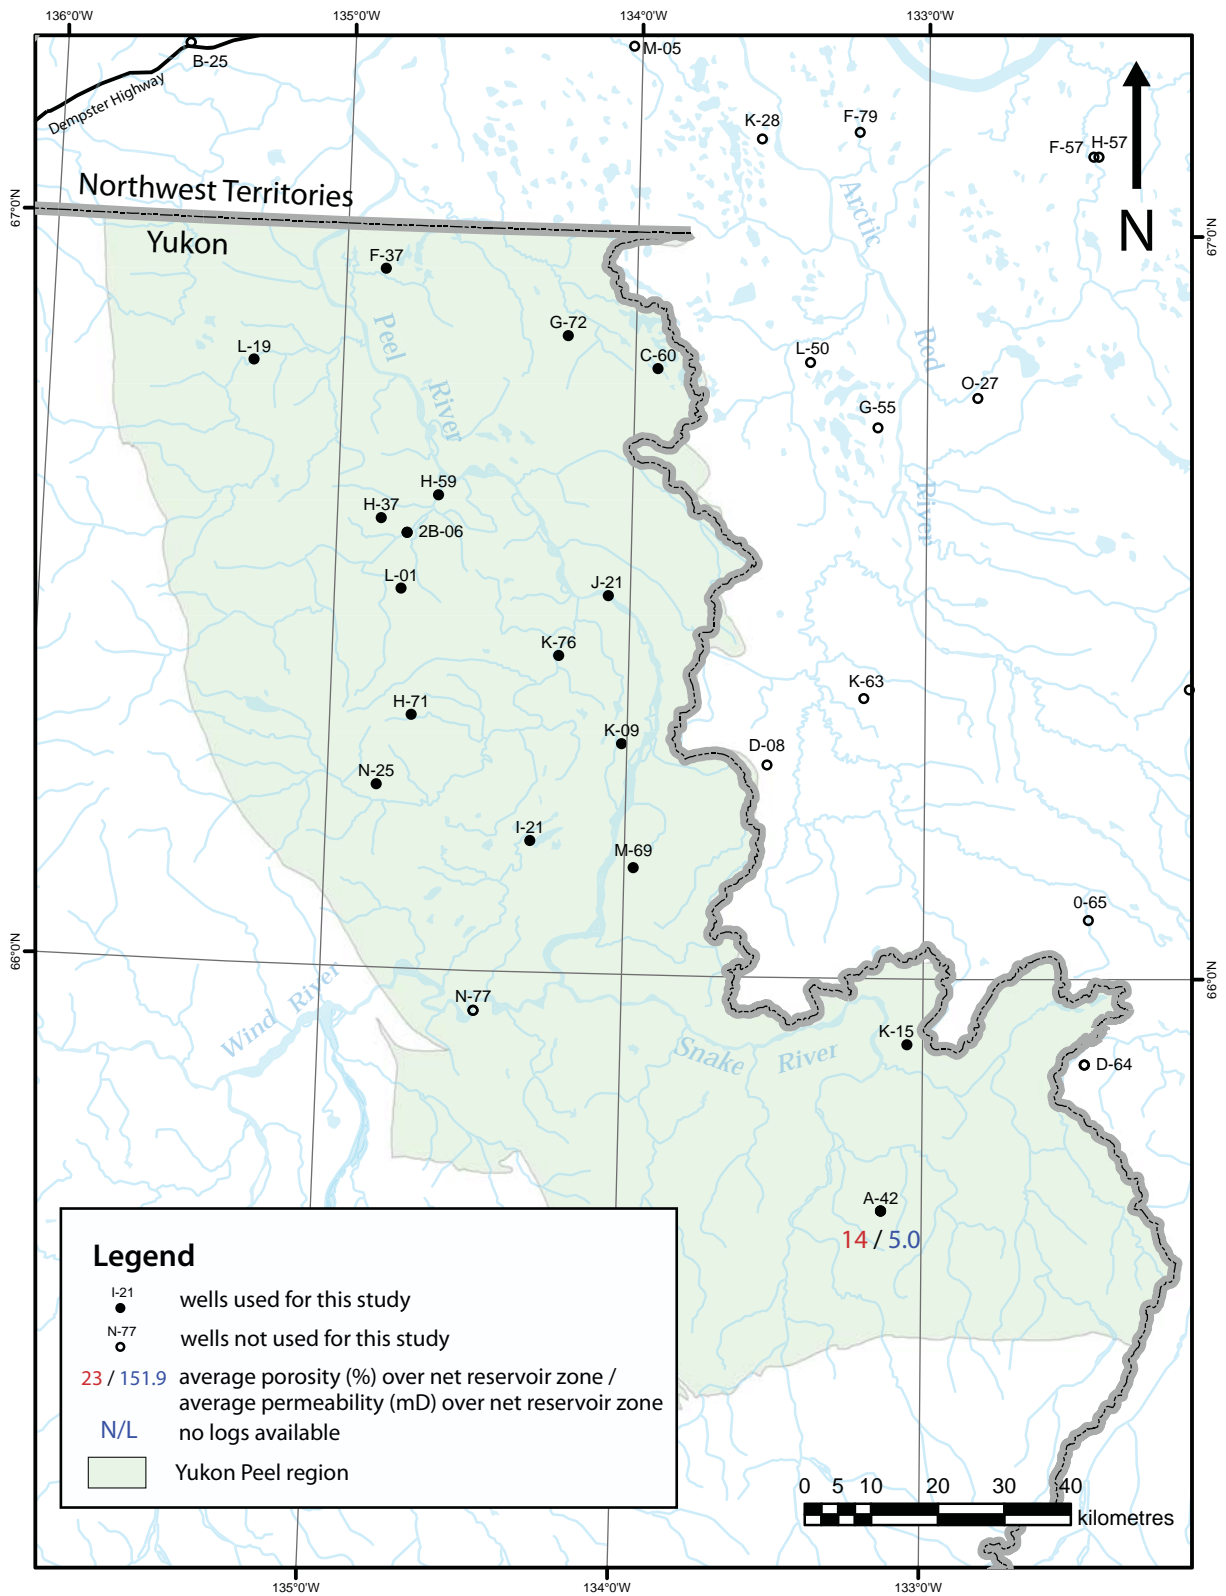 136°0'W
135°0'W
134°0'W
133°0'W
B-25
M-05
Dempster Highway
K-28
F-79
F-57
H-57
N
Northwest Territories
67°0'N
67°0'N
Yukon
Arctic
Red
River
F-37
G-72
L-19
C-60
Peel
River
L-50
O-27
G-55
H-59
H-37
2B-06
L-01
J-21
K-76
K-63
H-71
K-09
D-08
N-25
I-21
M-69
0-65
66°0'N
66°0'N
Wind River
N-77
Snake River
K-15
D-64
A-42
14 / 5.0
Legend
I-21
wells used for this study
N-77
wells not used for this study
23 / 151.9 average porosity (%) over net reservoir zone /
average permeability (mD) over net reservoir zone
N/L no logs available
Yukon Peel region
0 5 10 20 30 40
kilometres
135°0'W
134°0'W
133°0'W